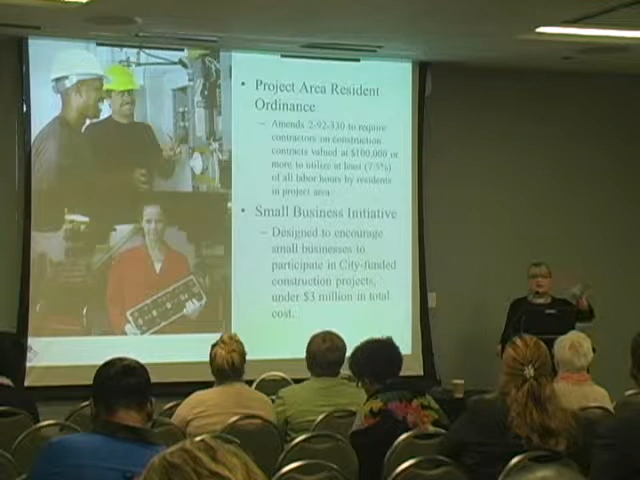 • Project Area Resident
Ordinance
– Amends 2-92-330 to require
contractors on construction
contracts valued at $100,000 or
more to utilize at least (7.5%)
of all labor hours by residents
in project area.
• Small Business Initiative
– Designed to encourage
small businesses to
participate in City-funded
construction projects,
under $3 million in total
cost.